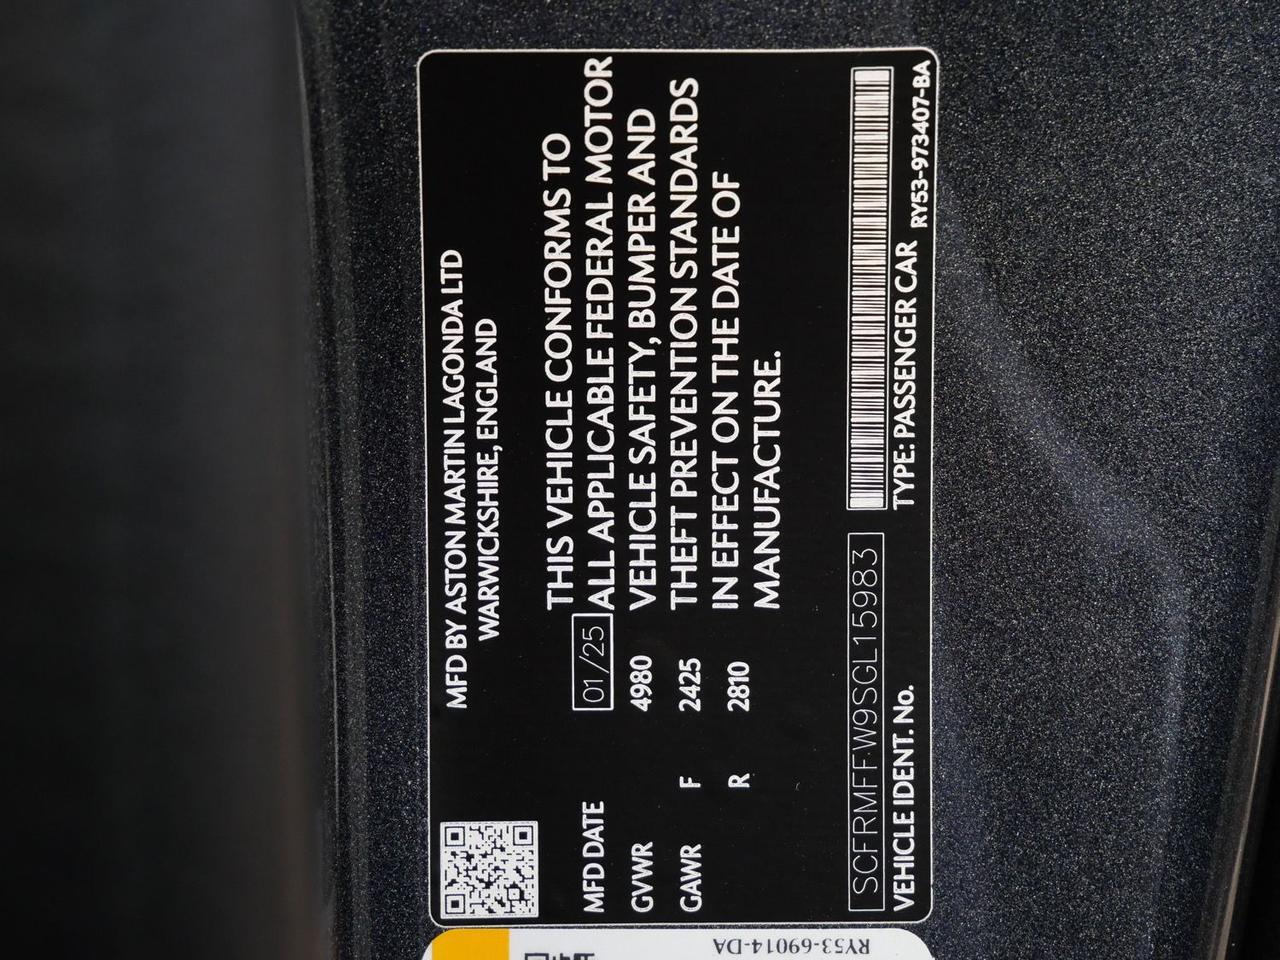 MFD BY ASTON MARTIN LAGONDA LTD
WARWICKSHIRE, ENGLAND
MFD DATE 01/25
GVWR 4980
GAWR F 2425
R 2810
THIS VEHICLE CONFORMS TO
ALL APPLICABLE FEDERAL MOTOR
VEHICLE SAFETY, BUMPER AND
THEFT PREVENTION STANDARDS
IN EFFECT ON THE DATE OF
MANUFACTURE.
SCFRMFFW9SGL15983
VEHICLE IDENT. No. TYPE: PASSENGER CAR
RY53-973407-BA
RY53-69014-DA